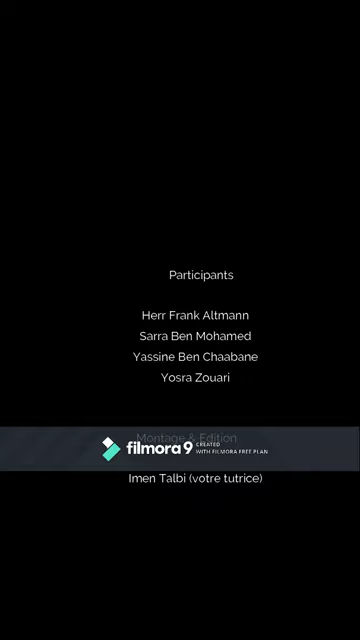 Participants
Herr Frank Altmann
Sarra Ben Mohamed
Yassine Ben Chaabane
Yosra Zouari
Montage & Edition
filmora 9 CREATED
WITH FILMORA FREE PLAN
Imen Talbi (votre tutrice)